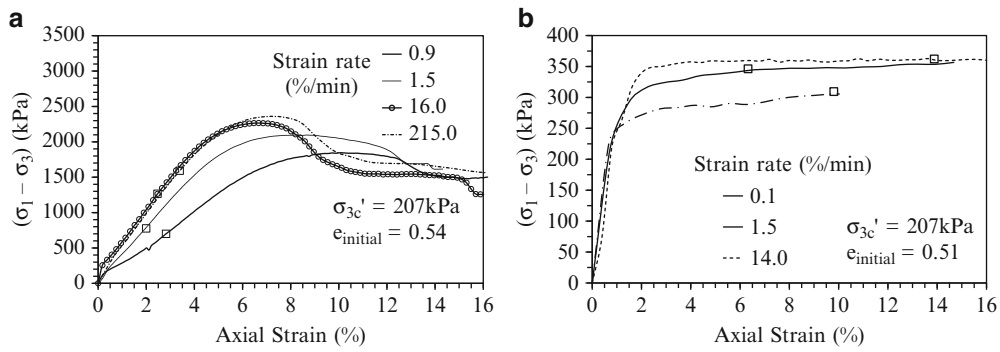 a
3500
3000
2500
2000
1500
1000
500
0
(σ₁ – σ₃) (kPa)
Strain rate
(%/min)
0.9
1.5
16.0
215.0
σ₃c' = 207kPa
e_initial = 0.54
0 2 4 6 8 10 12 14 16
Axial Strain (%)
b
400
350
300
250
200
150
100
50
0
(σ₁ – σ₃) (kPa)
Strain rate (%/min)
0.1
1.5
14.0
σ₃c' = 207kPa
e_initial = 0.51
0 2 4 6 8 10 12 14 16
Axial Strain (%)